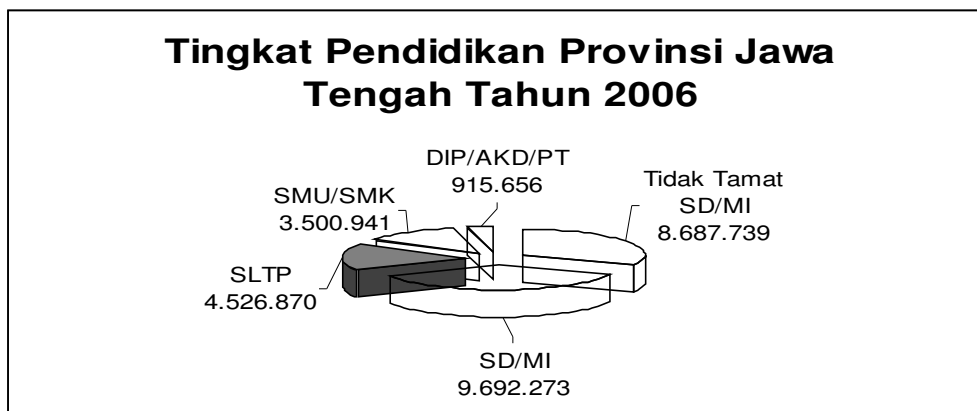 Tingkat Pendidikan Provinsi Jawa
Tengah Tahun 2006
DIP/AKD/PT
915.656
Tidak Tamat
SD/MI
8.687.739
SMU/SMK
3.500.941
SLTP
4.526.870
SD/MI
9.692.273